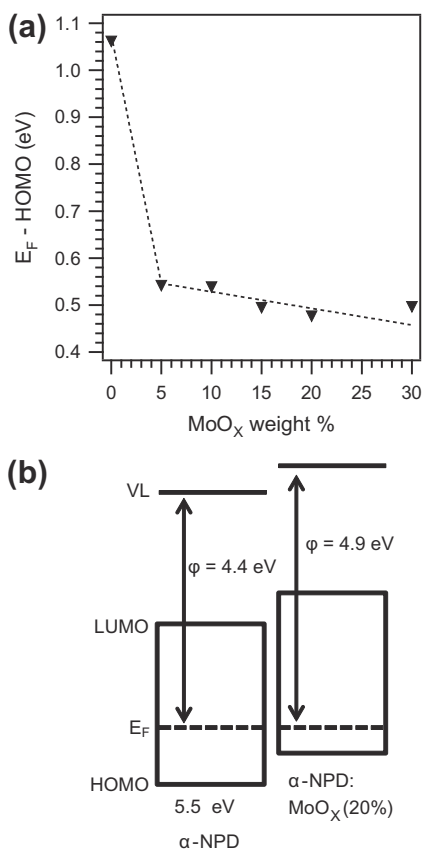 (a)
1.1
1.0
0.9
0.8
0.7
0.6
0.5
0.4
E_F - HOMO (eV)
0 5 10 15 20 25 30
MoO_X weight %
(b)
VL
φ = 4.4 eV
φ = 4.9 eV
LUMO
E_F
HOMO
5.5 eV
α-NPD
α-NPD:
MoO_X(20%)